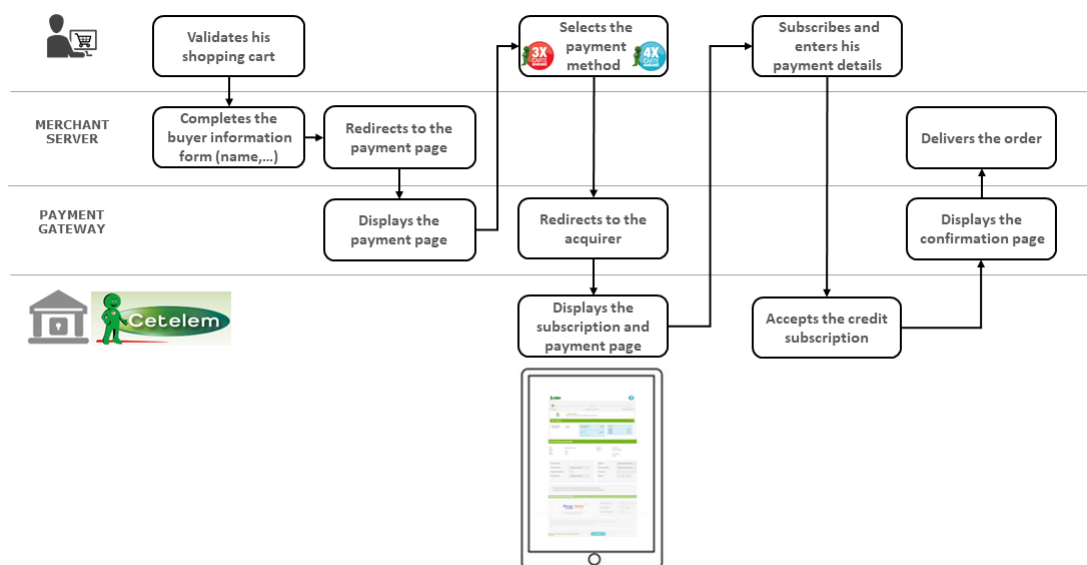 Validates his
shopping cart
Selects the
payment
method
3X
CARTE
4X
CARTE
Subscribes and
enters his
payment details
MERCHANT
SERVER
Completes the
buyer information
form (name,...)
Redirects to the
payment page
Delivers the order
PAYMENT
GATEWAY
Displays the
payment page
Redirects to the
acquirer
Displays the
confirmation page
Cetelem
Displays the
subscription and
payment page
Accepts the credit
subscription